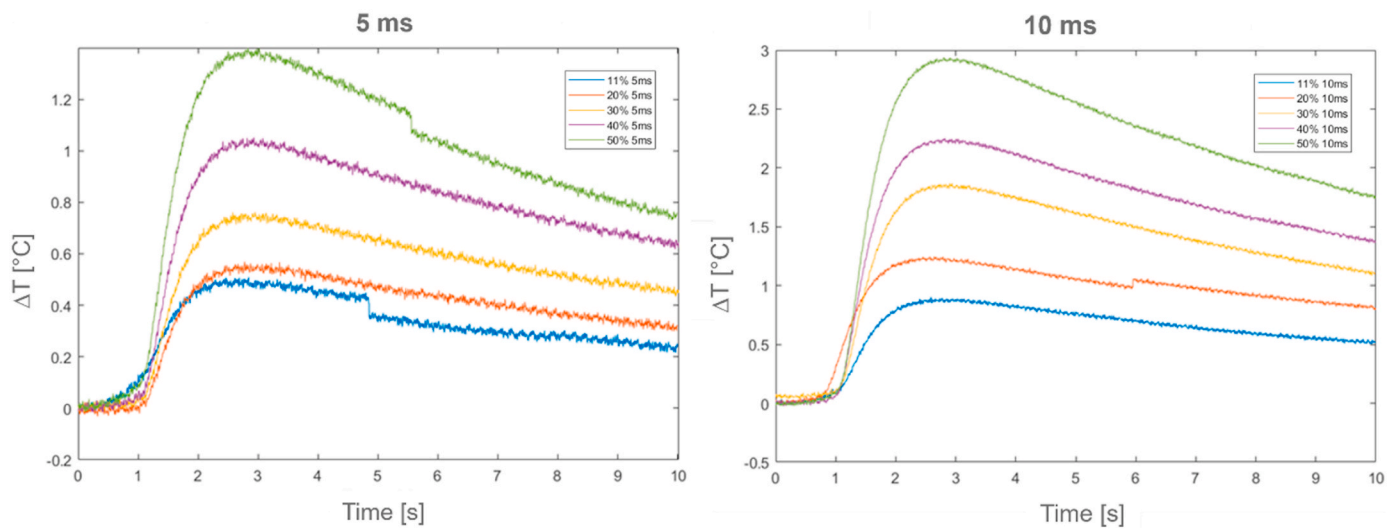 5 ms
1.2
1
0.8
0.6
0.4
0.2
0
-0.2
ΔT [°C]
0 1 2 3 4 5 6 7 8 9 10
Time [s]
11% 5ms
20% 5ms
30% 5ms
40% 5ms
50% 5ms
10 ms
3
2.5
2
1.5
1
0.5
0
-0.5
ΔT [°C]
0 1 2 3 4 5 6 7 8 9 10
Time [s]
11% 10ms
20% 10ms
30% 10ms
40% 10ms
50% 10ms